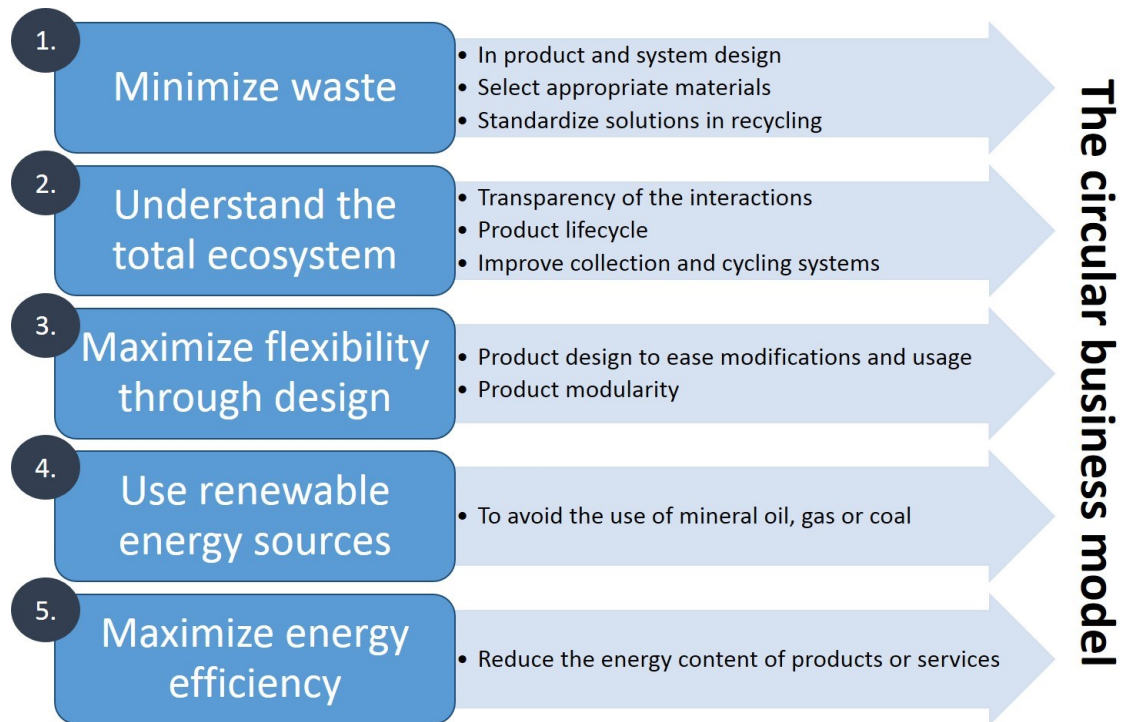 1.
Minimize waste
• In product and system design
• Select appropriate materials
• Standardize solutions in recycling
2.
Understand the
total ecosystem
• Transparency of the interactions
• Product lifecycle
• Improve collection and cycling systems
3.
Maximize flexibility
through design
• Product design to ease modifications and usage
• Product modularity
4.
Use renewable
energy sources
• To avoid the use of mineral oil, gas or coal
5.
Maximize energy
efficiency
• Reduce the energy content of products or services
The circular business model